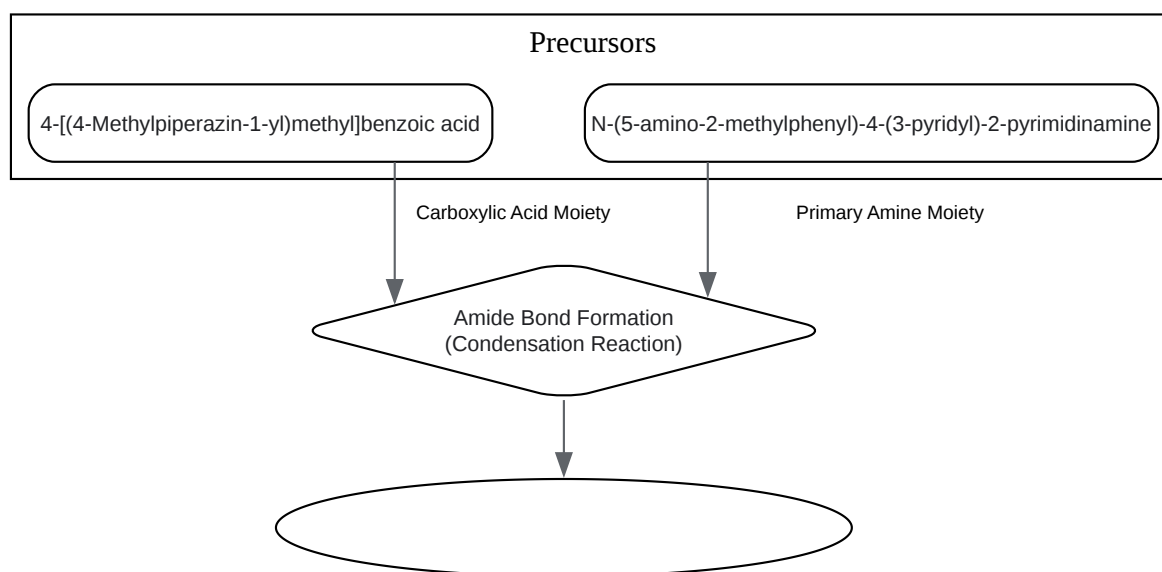 Precursors
4-[(4-Methylpiperazin-1-yl)methyl]benzoic acid
N-(5-amino-2-methylphenyl)-4-(3-pyridyl)-2-pyrimidinamine
Carboxylic Acid Moiety
Primary Amine Moiety
Amide Bond Formation
(Condensation Reaction)